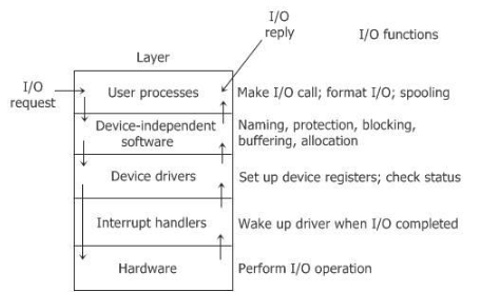 I/O
reply
I/O functions
Layer
I/O
request
User processes
Make I/O call; format I/O; spooling
Device-independent
software
Naming, protection, blocking,
buffering, allocation
Device drivers
Set up device registers; check status
Interrupt handlers
Wake up driver when I/O completed
Hardware
Perform I/O operation